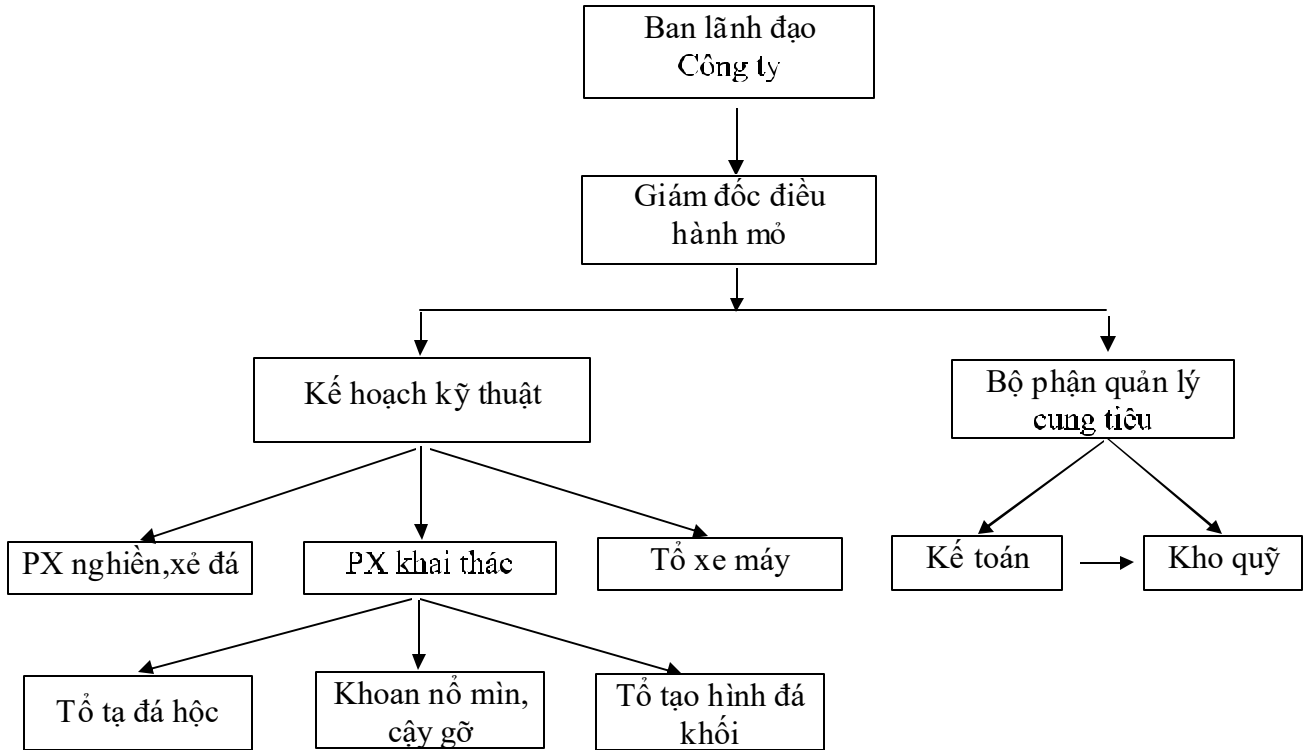 Ban lãnh đạo
Công ty
Giám đốc điều
hành mỏ
Kế hoạch kỹ thuật
Bộ phận quản lý
cung tiêu
PX nghiền,xẻ đá
PX khai thác
Tổ xe máy
Kế toán
Kho quỹ
Tổ tạ đá hộc
Khoan nổ mìn,
cậy gỡ
Tổ tạo hình đá
khối